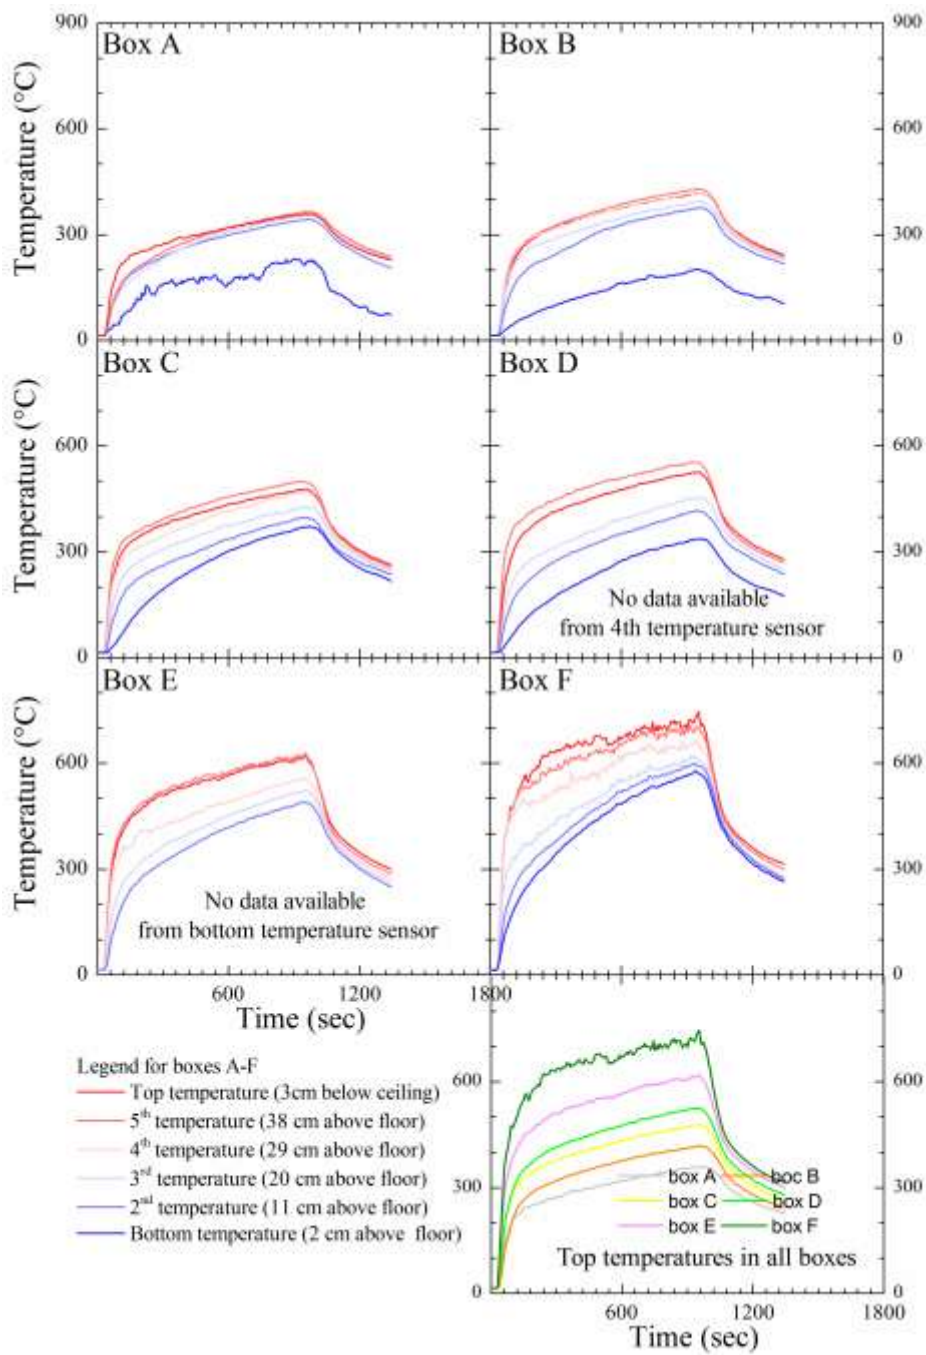 Box A
Box B
900
600
300
0
Temperature (°C)
900
600
300
0
Box C
Box D
600
300
0
Temperature (°C)
No data available
from 4th temperature sensor
600
300
0
Box E
Box F
600
300
0
Temperature (°C)
No data available
from bottom temperature sensor
600
300
0
600
1200
1800
Time (sec)
Legend for boxes A-F
Top temperature (3cm below ceiling)
5th temperature (38 cm above floor)
4th temperature (29 cm above floor)
3rd temperature (20 cm above floor)
2nd temperature (11 cm above floor)
Bottom temperature (2 cm above floor)
600
300
0
box A
boc B
box C
box D
box E
box F
Top temperatures in all boxes
600
1200
1800
Time (sec)